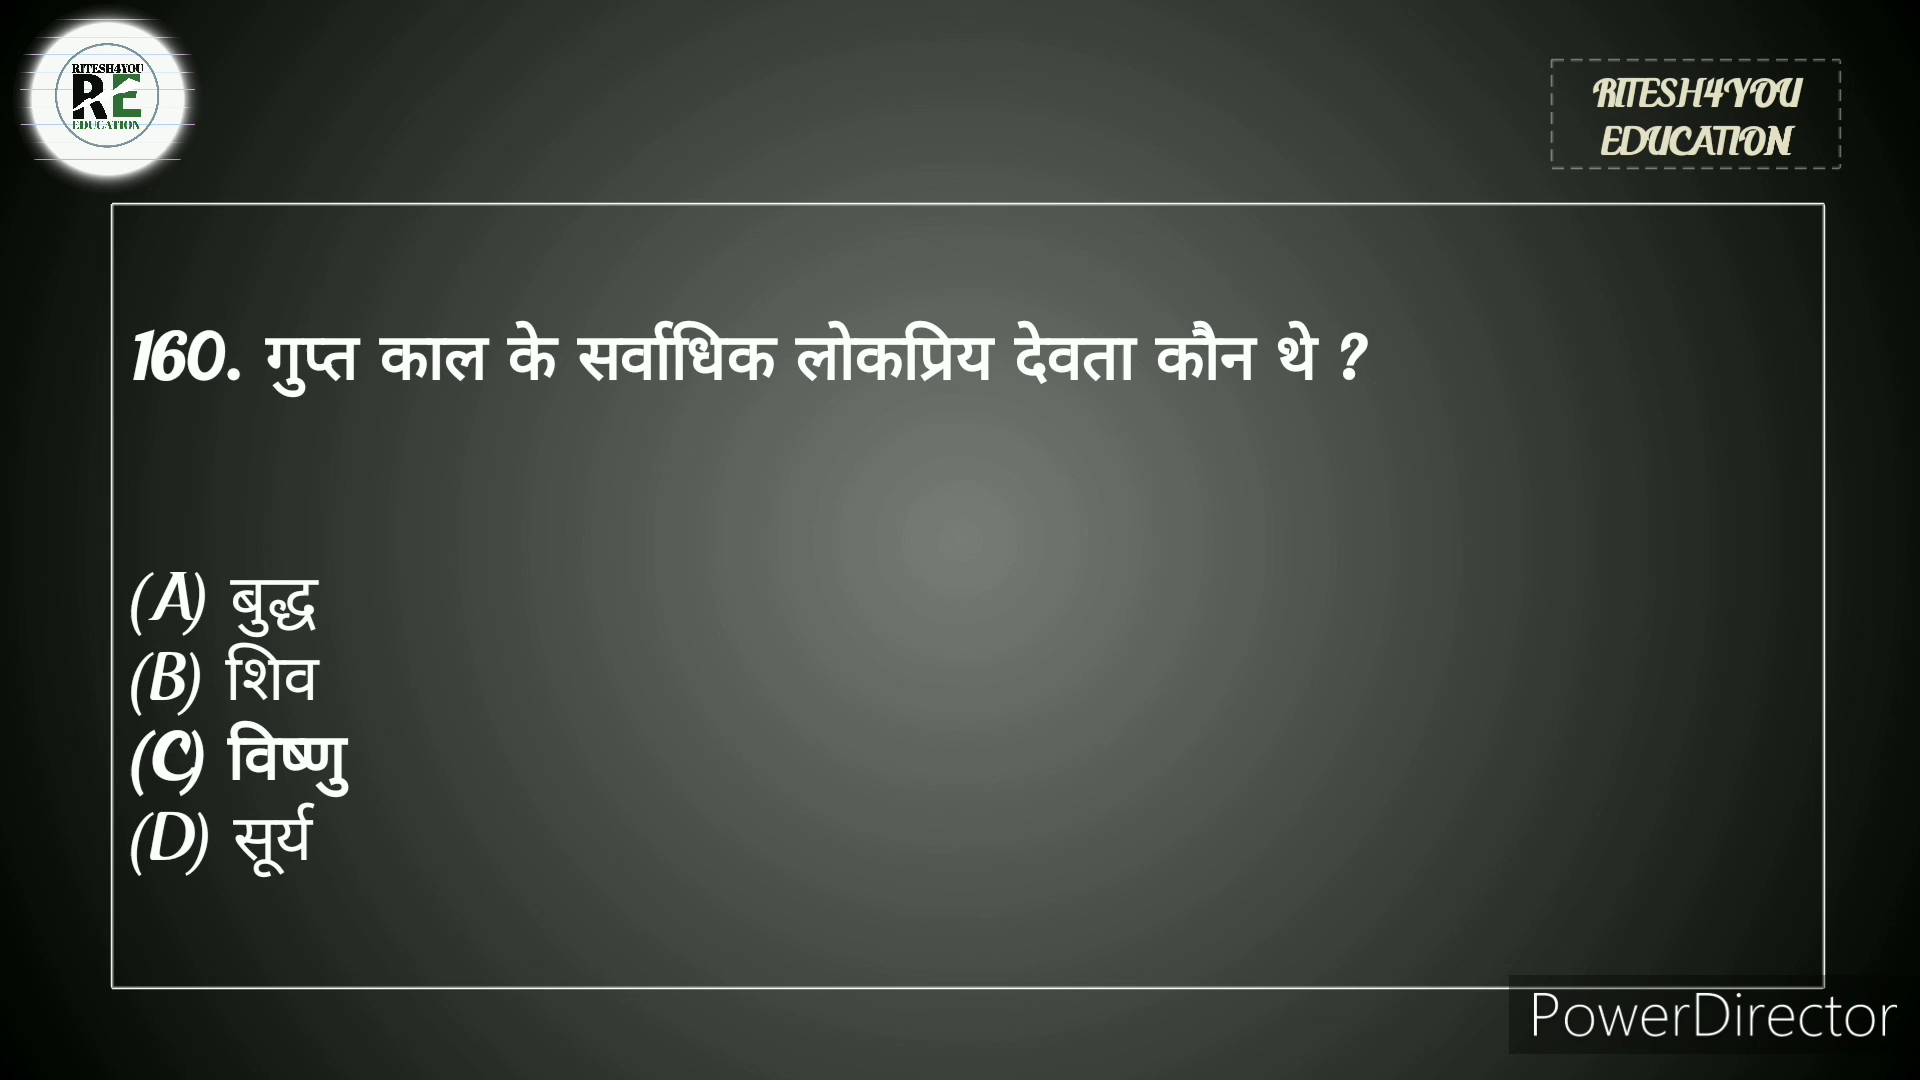 RITESH4YOU
RE
EDUCATION
RITESH4YOU
EDUCATION
160. गुप्त काल के सर्वाधिक लोकप्रिय देवता कौन थे ?
(A) बुद्ध
(B) शिव
(C) विष्णु
(D) सूर्य
PowerDirector